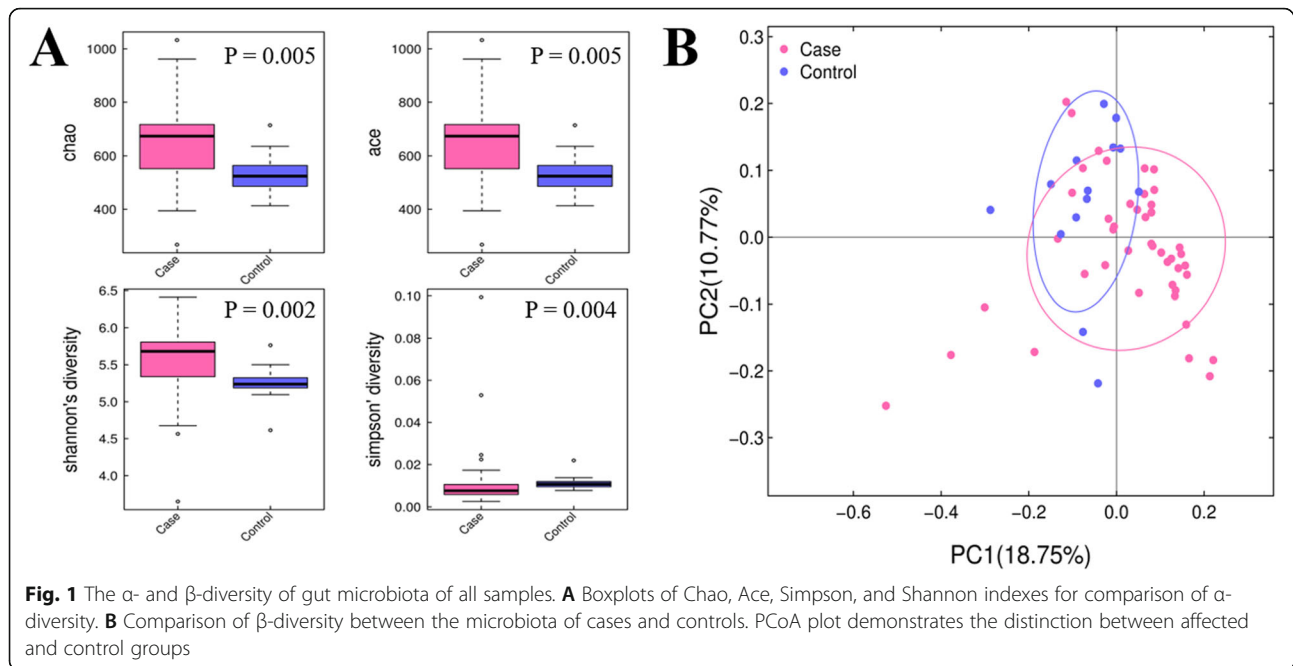 A
P = 0.005
chao
1000
800
600
400
Case
Control
P = 0.005
ace
1000
800
600
400
Case
Control
P = 0.002
shannon's diversity
6.5
6.0
5.5
5.0
4.5
4.0
Case
Control
P = 0.004
simpson' diversity
0.10
0.08
0.06
0.04
0.02
0.00
Case
Control
B
Case
Control
PC2(10.77%)
0.3
0.2
0.1
0.0
−0.1
−0.2
−0.3
−0.6
−0.4
−0.2
0.0
0.2
PC1(18.75%)
Fig. 1 The α- and β-diversity of gut microbiota of all samples. A Boxplots of Chao, Ace, Simpson, and Shannon indexes for comparison of α-
diversity. B Comparison of β-diversity between the microbiota of cases and controls. PCoA plot demonstrates the distinction between affected
and control groups